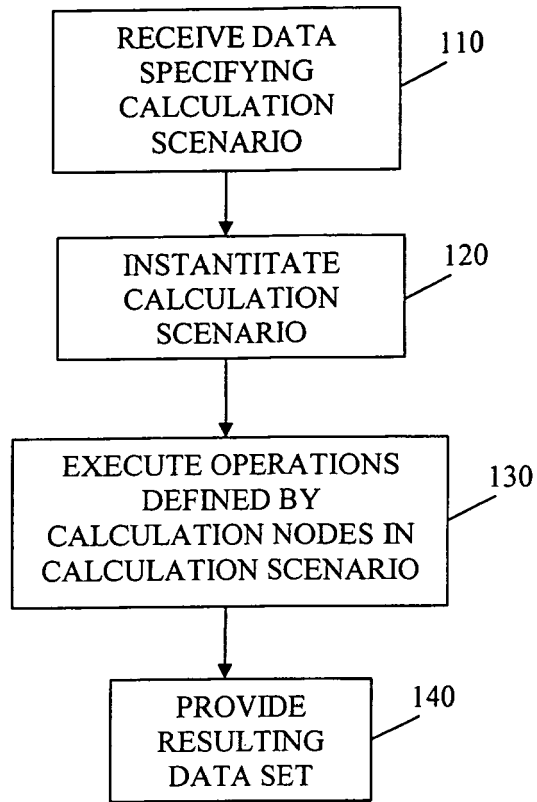 RECEIVE DATA
SPECIFYING
CALCULATION
SCENARIO
110
INSTANTITATE
CALCULATION
SCENARIO
120
EXECUTE OPERATIONS
DEFINED BY
CALCULATION NODES IN
CALCULATION SCENARIO
130
PROVIDE
RESULTING
DATA SET
140